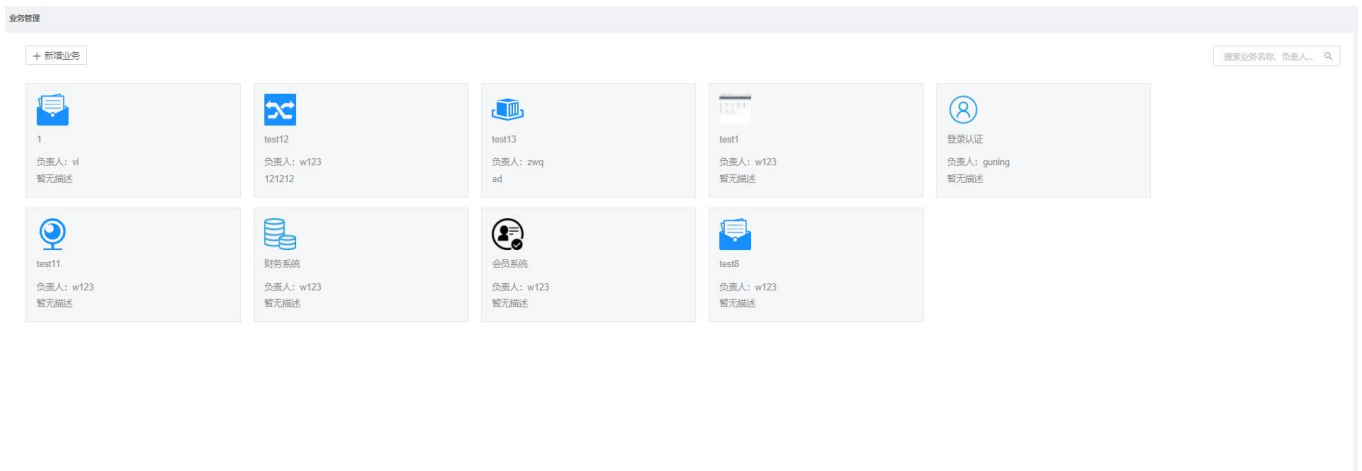 业务管理
+ 新增业务
搜索业务名称、负责人...
1
负责人：vi
暂无描述
test12
负责人：w123
121212
test13
负责人：zwq
ad
test1
负责人：w123
暂无描述
登录认证
负责人：guning
暂无描述
test11
负责人：w123
暂无描述
财务系统
负责人：w123
暂无描述
会员系统
负责人：w123
暂无描述
test8
负责人：w123
暂无描述